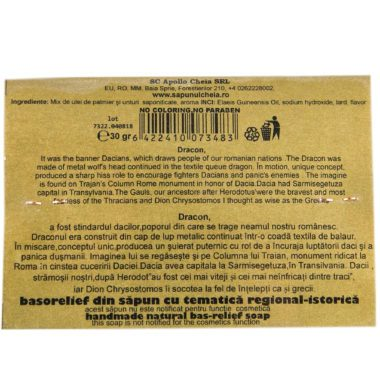 SC Apollo Cheia SRL
EU, RO, MM, Baia Sprie, Forestierilor 210, +4 0262228002
www.sapunulcheia.ro
Ingrediente: Mix de ulei de palmier și unturi saponificate, aroma INCI: Elaeis Guineensis Oil, sodium hydroxide, lard, flavor
NO COLORING,NO PARABEN
lot
7322.040818
e30 gr
6422410073483
Dracon,
It was the banner Dacians, which draws people of our romanian nations. The Dracon was
made of metal wolf's head continued in the textile queue dragon. In motion, unique concept,
produced a sharp hiss role to encourage fighters Dacians and panic's enemies . The imagine
is found on Trajan's Column Rome monument in honor of Dacia.Dacia had Sarmisegetuza
capital in Transylvania.The Gauls, our ancestors after Herodotus'were the bravest and most
of the Thracians and Dion Chrysostomos I thought as wise as the Greeks
Dracon,
a fost sfindardul dacilor,poporul din care se trage neamul nostru românesc.
Draconul era construit din cap de lup metalic continuat într-o coadă textilă de balaur.
În mișcare,conceptul unic,producea un șuierat puternic cu rol de a încuraja luptătorii daci și a
panica dușmanii. Imaginea lui se regăsește și pe Columna lui Traian, monument ridicat la
Roma în cinstea cuceririi Daciei.Dacia avea capitala la Sarmisegetuza,în Transilvania. Dacii ,
strămoșii noștri, după Herodot"au fost cei mai viteji și cei mai neînfricați dintre traci",
iar Dion Chrysostomos îi socotea la fel de înțelepți ca și grecii.
basorelief din săpun cu tematică regional-istorică
acest săpun nu este notificat pentru funcție cosmetică
handmade natural bas-relief soap
this soap is not notified for the cosmetics function